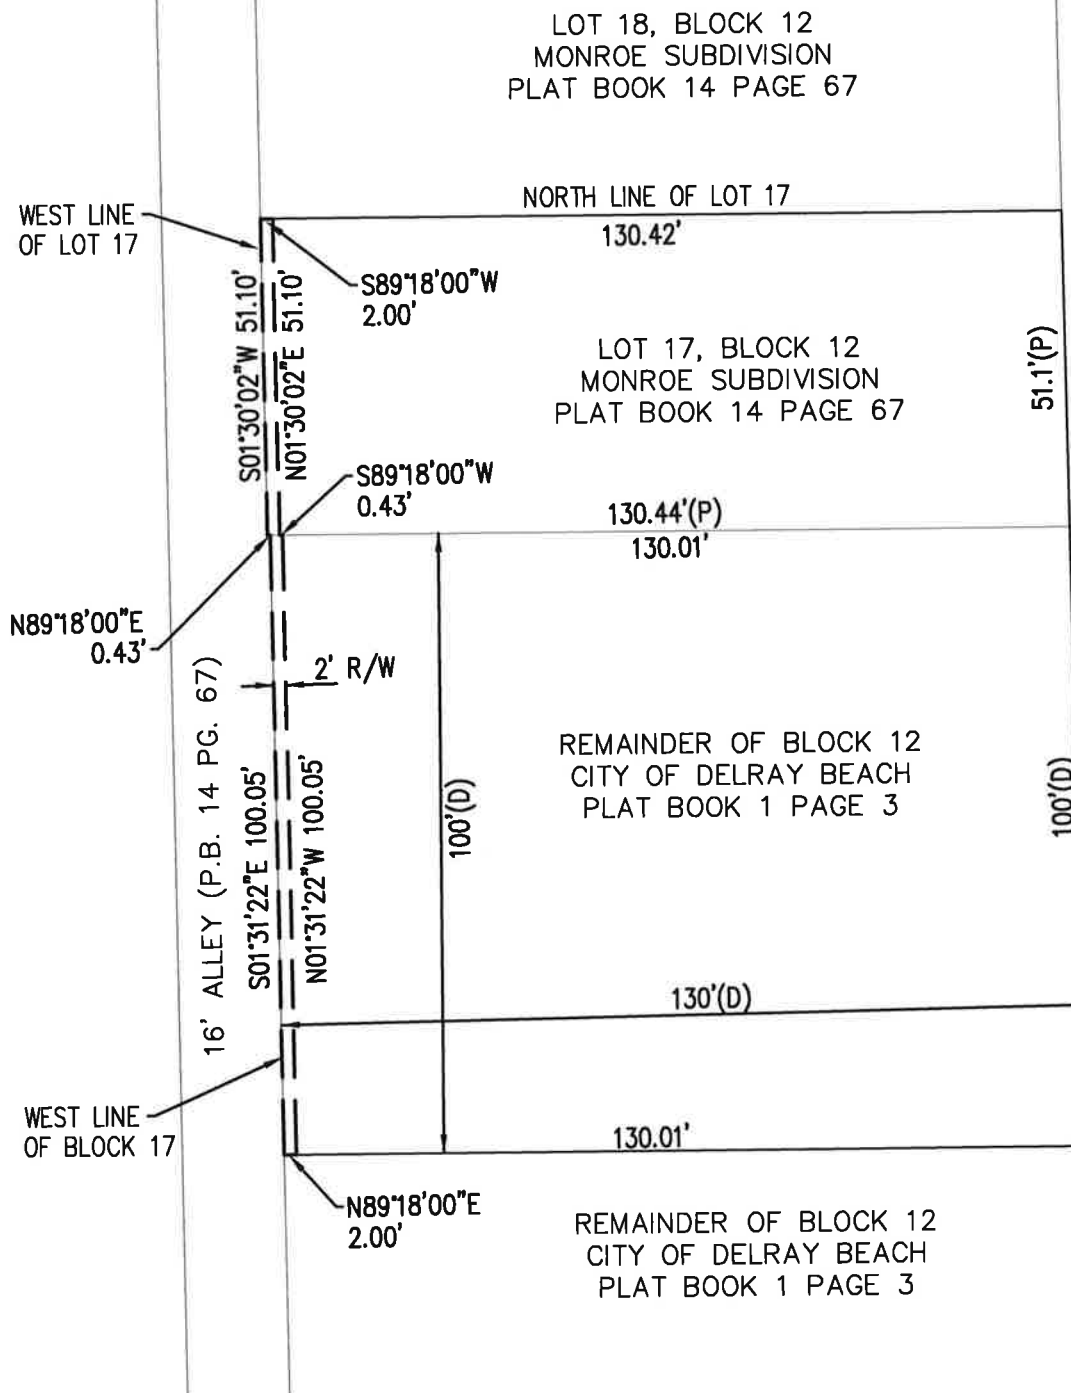 LOT 18, BLOCK 12
MONROE SUBDIVISION
PLAT BOOK 14 PAGE 67
NORTH LINE OF LOT 17
130.42'
WEST LINE
OF LOT 17
S89°18'00"W
2.00'
S01°30'02"W 51.10'
N01°30'02"E 51.10'
LOT 17, BLOCK 12
MONROE SUBDIVISION
PLAT BOOK 14 PAGE 67
51.1'(P)
S89°18'00"W
0.43'
130.44'(P)
130.01'
N89°18'00"E
0.43'
2' R/W
16' ALLEY (P.B. 14 PG. 67)
S01°31'22"E 100.05'
N01°31'22"W 100.05'
100'(D)
REMAINDER OF BLOCK 12
CITY OF DELRAY BEACH
PLAT BOOK 1 PAGE 3
100'(D)
130'(D)
WEST LINE
OF BLOCK 17
130.01'
N89°18'00"E
2.00'
REMAINDER OF BLOCK 12
CITY OF DELRAY BEACH
PLAT BOOK 1 PAGE 3